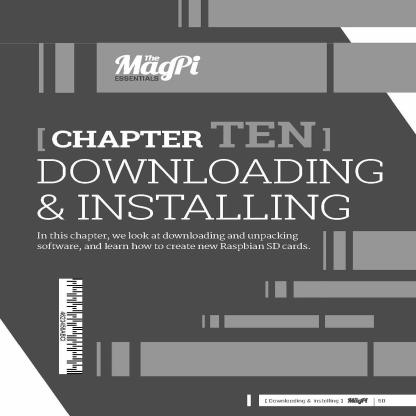 The
MagPi
ESSENTIALS
[ CHAPTER TEN ]
DOWNLOADING
& INSTALLING
In this chapter, we look at downloading and unpacking
software, and learn how to create new Raspbian SD cards.
[ Downloading & Installing ] MagPi | 50